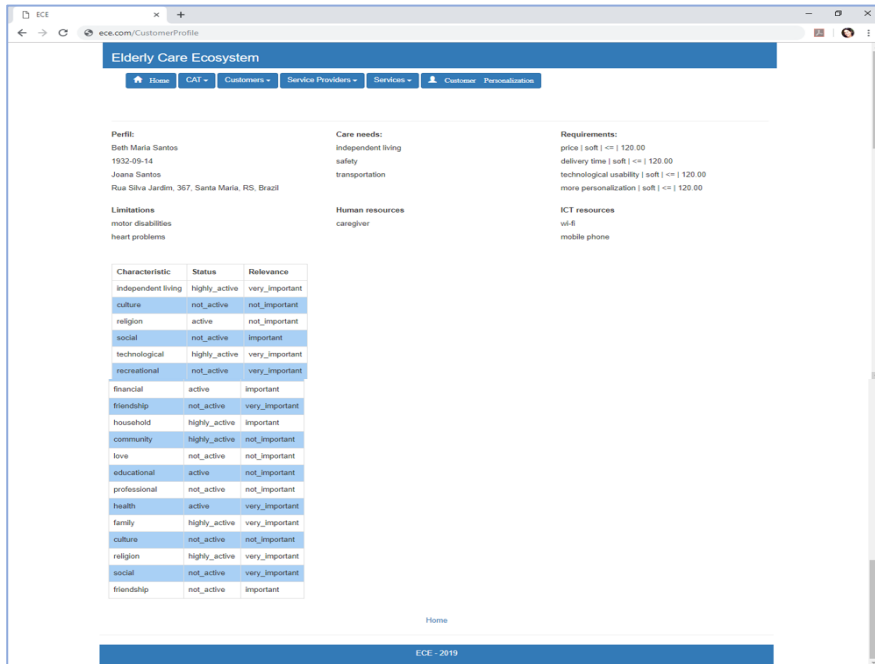 ECE
ece.com/CustomerProfile
Elderly Care Ecosystem
Home CAT Customers Service Providers Services Customer Personalization
Perfil:
Beth Maria Santos
1932-09-14
Joana Santos
Rua Silva Jardim, 367, Santa Maria, RS, Brazil
Care needs:
independent living
safety
transportation
Requirements:
price | soft | <= | 120.00
delivery time | soft | <= | 120.00
technological usability | soft | <= | 120.00
more personalization | soft | <= | 120.00
Limitations
motor disabilities
heart problems
Human resources
caregiver
ICT resources
wi-fi
mobile phone
Characteristic Status Relevance
independent living highly_active very_important
culture not_active not_important
religion active not_important
social not_active important
technological highly_active very_important
recreational not_active very_important
financial active important
friendship not_active very_important
household highly_active important
community highly_active not_important
love not_active not_important
educational active not_important
professional not_active not_important
health active very_important
family highly_active very_important
culture not_active not_important
religion highly_active very_important
social not_active very_important
friendship not_active important
Home
ECE - 2019